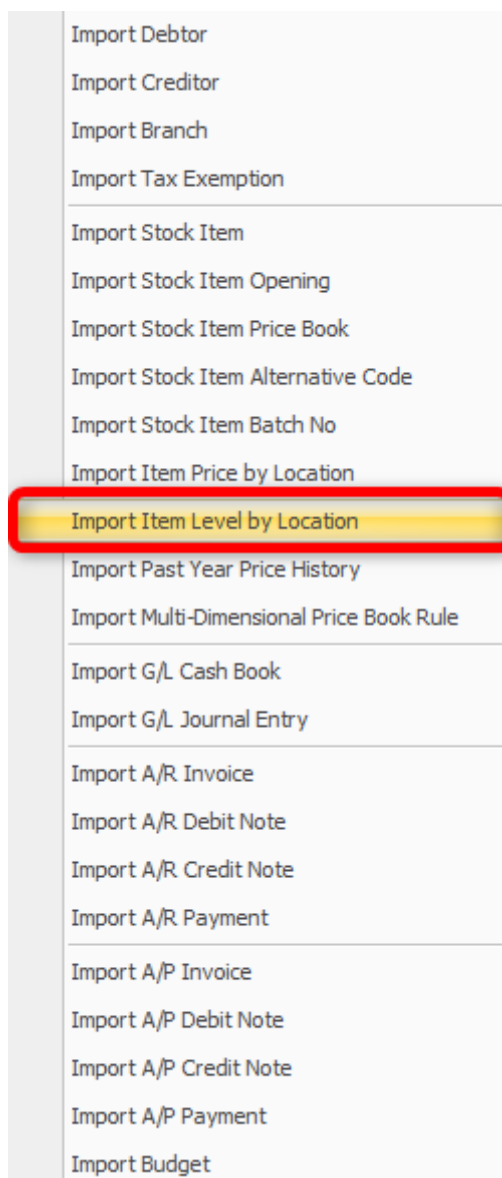 Import Debtor
Import Creditor
Import Branch
Import Tax Exemption
Import Stock Item
Import Stock Item Opening
Import Stock Item Price Book
Import Stock Item Alternative Code
Import Stock Item Batch No
Import Item Price by Location
Import Item Level by Location
Import Past Year Price History
Import Multi-Dimensional Price Book Rule
Import G/L Cash Book
Import G/L Journal Entry
Import A/R Invoice
Import A/R Debit Note
Import A/R Credit Note
Import A/R Payment
Import A/P Invoice
Import A/P Debit Note
Import A/P Credit Note
Import A/P Payment
Import Budget